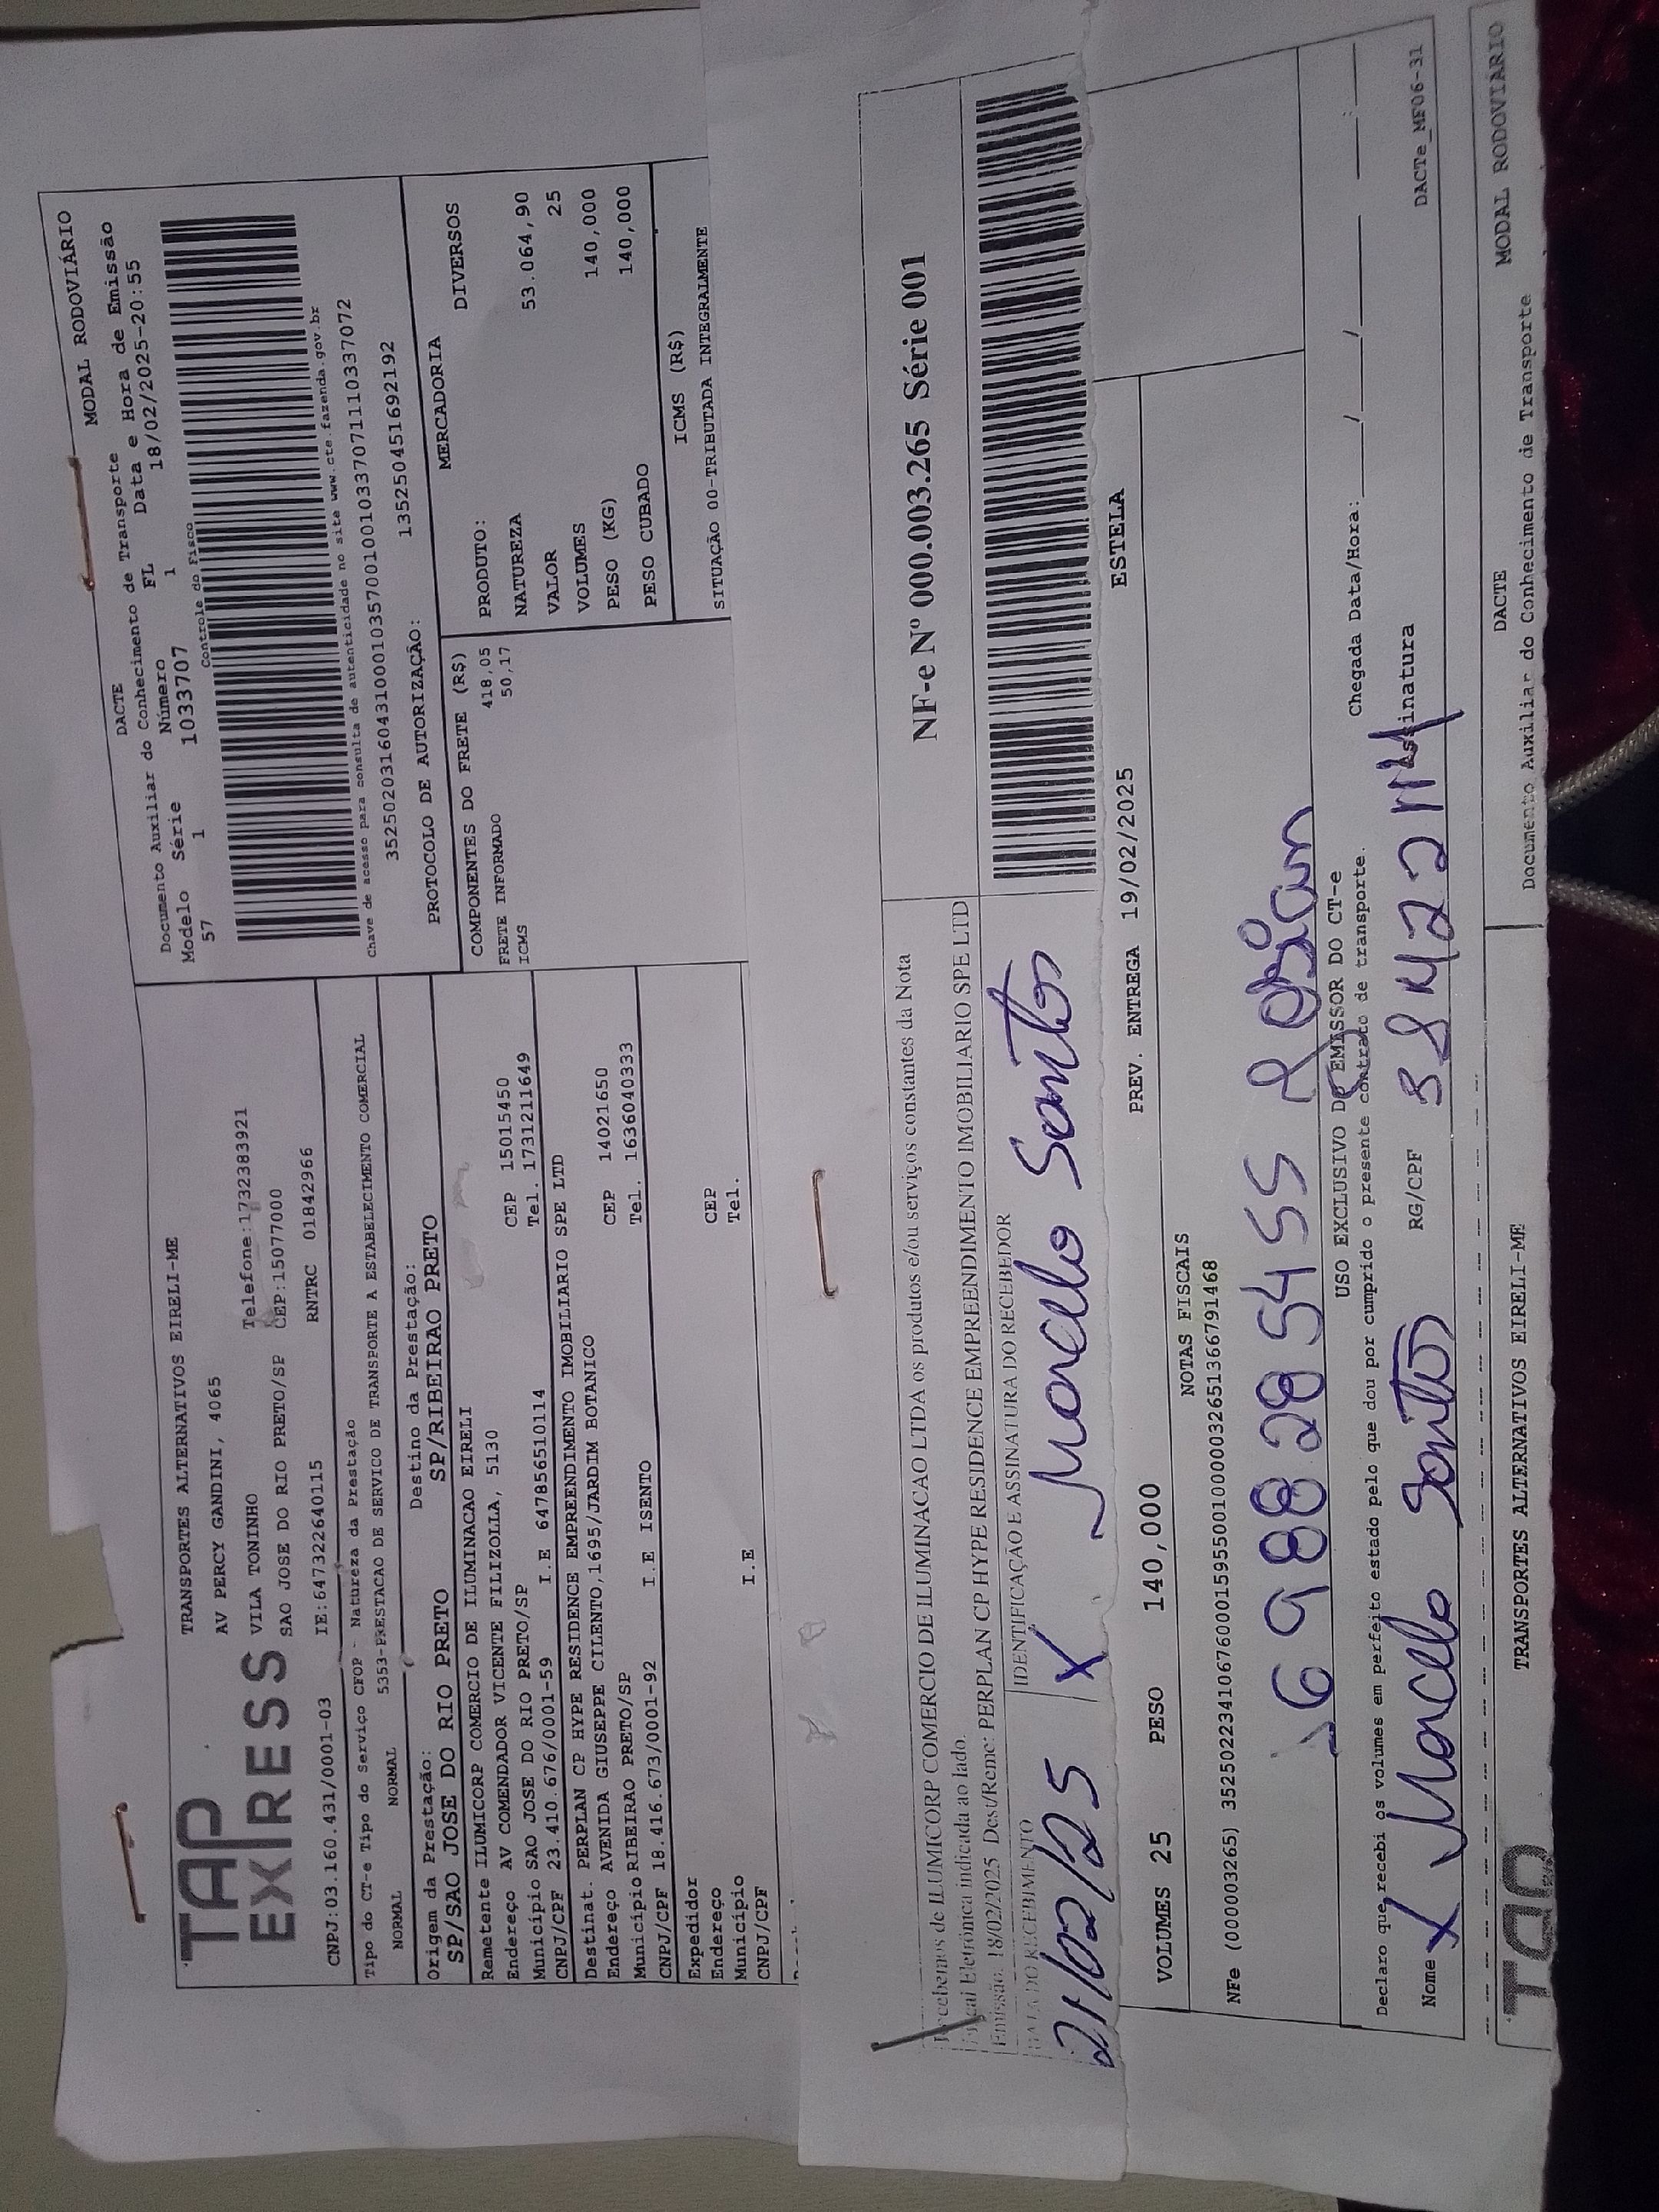 TAP
EXPRESS
TRANSPORTES ALTERNATIVOS EIRELI-ME
AV PERCY GANDINI, 4065
VILA TONINHO Telefone:1732383921
SAO JOSE DO RIO PRETO/SP CEP:15077000
CNPJ:03.160.431/0001-03 IE:647322640115 RNTRC 01842966
DACTE MODAL RODOVIÁRIO
Documento Auxiliar do Conhecimento de Transporte
Modelo Série Número FL Data e Hora de Emissão
57 1 1033707 1 18/02/2025-20:55
Controle do Fisco
Chave de acesso para consulta de autenticidade no site www.cte.fazenda.gov.br
35250203160431000103570010010337071110337072
PROTOCOLO DE AUTORIZAÇÃO: 135250451692192
Tipo do CT-e Tipo do Serviço CFOP - Natureza da Prestação
NORMAL NORMAL 5353-PRESTACAO DE SERVICO DE TRANSPORTE A ESTABELECIMENTO COMERCIAL
Origem da Prestação: Destino da Prestação:
SP/SAO JOSE DO RIO PRETO SP/RIBEIRAO PRETO
Remetente ILUMICORP COMERCIO DE ILUMINACAO EIRELI
Endereço AV COMENDADOR VICENTE FILIZOLLA, 5130
Município SAO JOSE DO RIO PRETO/SP CEP 15015450
CNPJ/CPF 23.410.676/0001-59 I.E 647856510114 Tel. 1731211649
Destinat. PERPLAN CP HYPE RESIDENCE EMPREENDIMENTO IMOBILIARIO SPE LTD
Endereço AVENIDA GIUSEPPE CILENTO,1695/JARDIM BOTANICO
Município RIBEIRAO PRETO/SP CEP 14021650
CNPJ/CPF 18.416.673/0001-92 I.E ISENTO Tel. 1636040333
Expedidor
Endereço
Município CEP
CNPJ/CPF I.E Tel.
COMPONENTES DO FRETE (R$)
FRETE INFORMADO 418,05
ICMS 50,17
MERCADORIA
PRODUTO: DIVERSOS
NATUREZA
VALOR 53.064,90
VOLUMES 25
PESO (KG) 140,000
PESO CUBADO 140,000
ICMS (R$)
SITUAÇÃO 00-TRIBUTADA INTEGRALMENTE
Recebemos de ILUMICORP COMERCIO DE ILUMINACAO LTDA os produtos e/ou serviços constantes da Nota
Fiscal Eletrônica indicada ao lado.
Emissão: 18/02/2025 Dest/Reme: PERPLAN CP HYPE RESIDENCE EMPREENDIMENTO IMOBILIARIO SPE LTD
NF-e Nº 000.003.265 Série 001
DATA DO RECEBIMENTO IDENTIFICAÇÃO E ASSINATURA DO RECEBEDOR
21/02/25 X Marcelo Santos
VOLUMES 25 PESO 140,000 PREV. ENTREGA 19/02/2025 ESTELA
NOTAS FISCAIS
NFe (000003265) 35250223410676000159550010000032651366791468
16 988285455
USO EXCLUSIVO DO EMISSOR DO CT-e
Declaro que recebi os volumes em perfeito estado pelo que dou por cumprido o presente contrato de transporte.
Chegada Data/Hora: ___/___/___ ___:___
Nome X Marcelo Santos RG/CPF Assinatura
DACTe_MF06-31
TAP
TRANSPORTES ALTERNATIVOS EIRELI-ME
DACTE MODAL RODOVIÁRIO
Documento Auxiliar do Conhecimento de Transporte